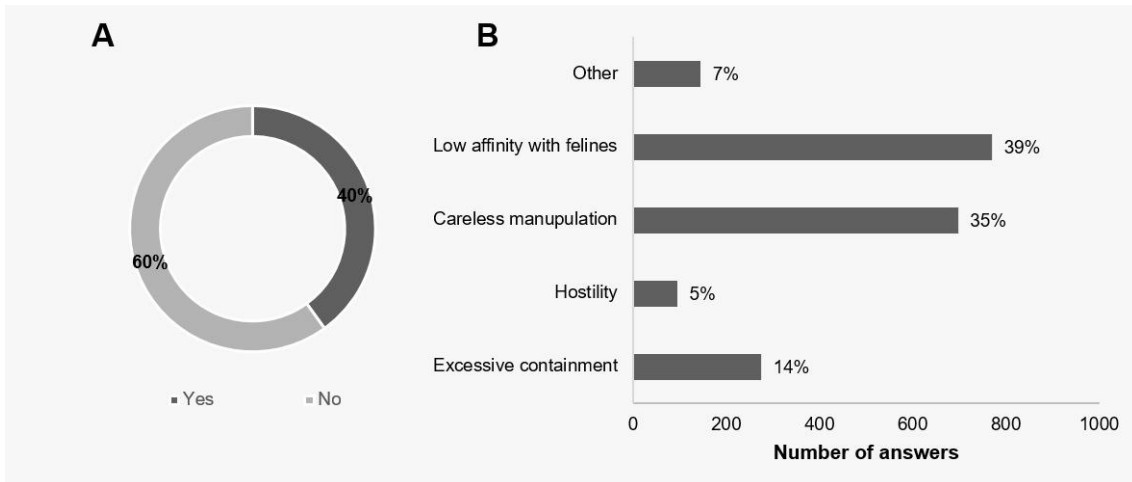 A
40%
60%
Yes No
B
Other 7%
Low affinity with felines 39%
Careless manupulation 35%
Hostility 5%
Excessive containment 14%
0 200 400 600 800 1000
Number of answers